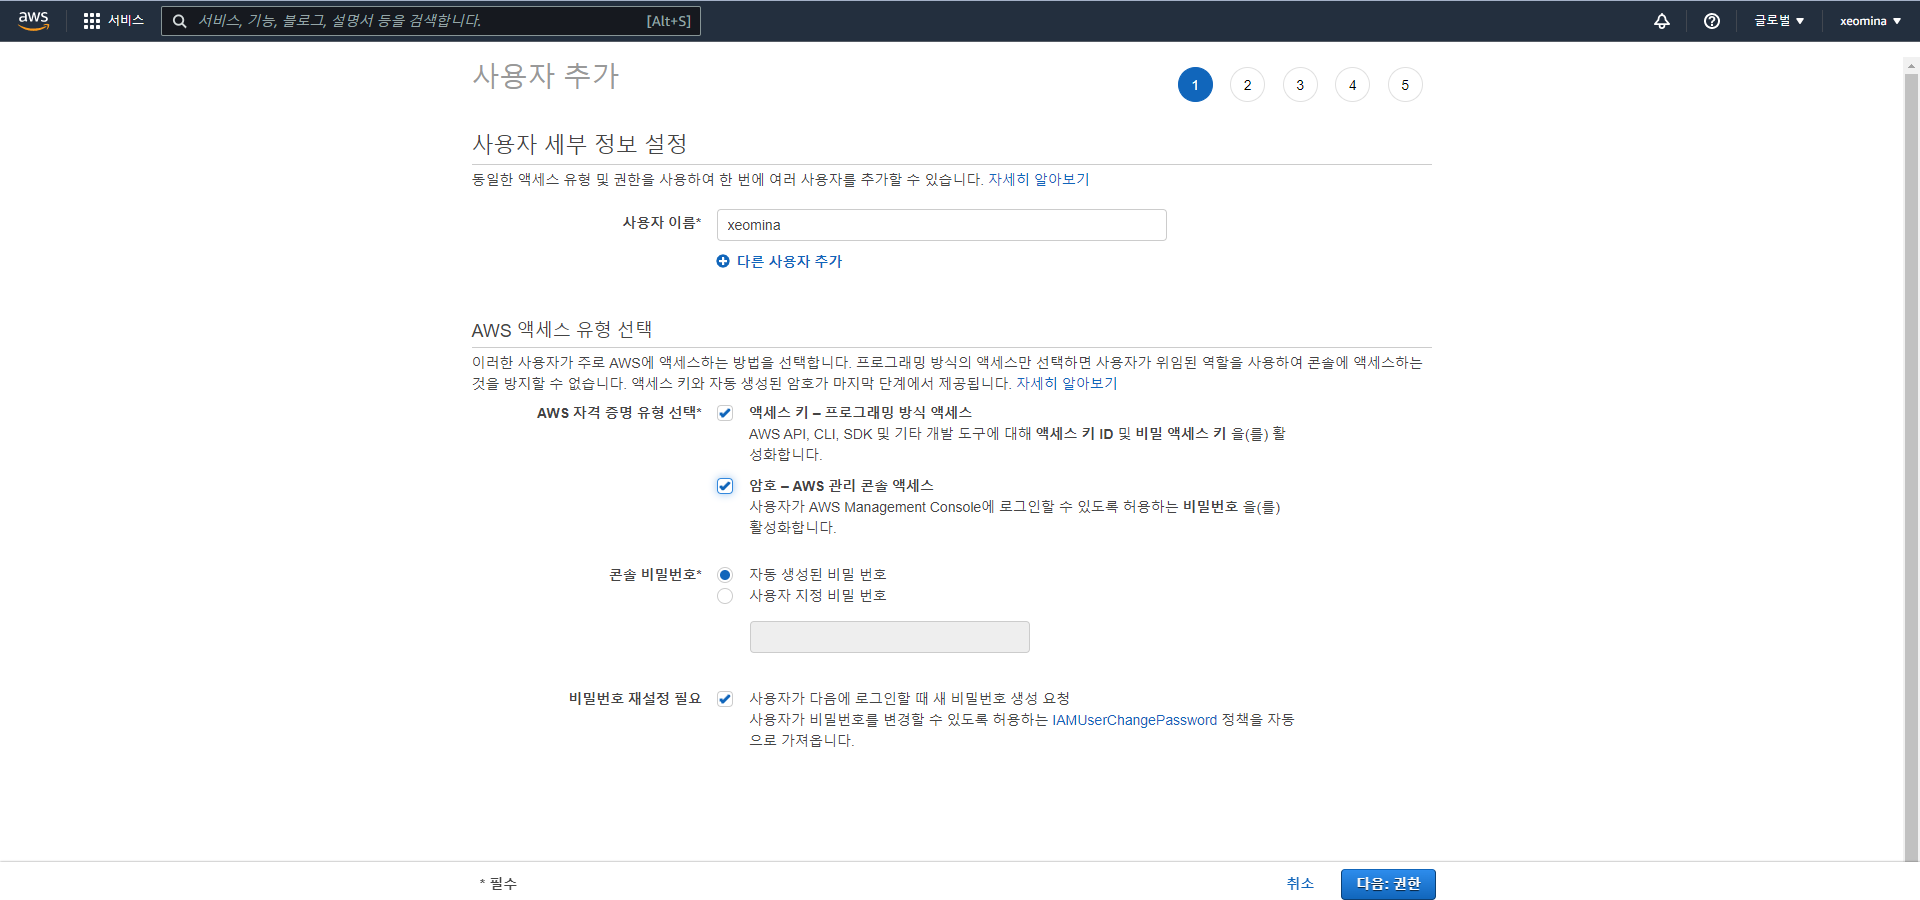 aws 서비스 서비스, 기능, 블로그, 설명서 등을 검색합니다. [Alt+S] 글로벌 xeomina
사용자 추가
1 2 3 4 5
사용자 세부 정보 설정
동일한 액세스 유형 및 권한을 사용하여 한 번에 여러 사용자를 추가할 수 있습니다. 자세히 알아보기
사용자 이름* xeomina
다른 사용자 추가
AWS 액세스 유형 선택
이러한 사용자가 주로 AWS에 액세스하는 방법을 선택합니다. 프로그래밍 방식의 액세스만 선택하면 사용자가 위임된 역할을 사용하여 콘솔에 액세스하는
것을 방지할 수 없습니다. 액세스 키와 자동 생성된 암호가 마지막 단계에서 제공됩니다. 자세히 알아보기
AWS 자격 증명 유형 선택* 액세스 키 – 프로그래밍 방식 액세스
AWS API, CLI, SDK 및 기타 개발 도구에 대해 액세스 키 ID 및 비밀 액세스 키 을(를) 활
성화합니다.
암호 – AWS 관리 콘솔 액세스
사용자가 AWS Management Console에 로그인할 수 있도록 허용하는 비밀번호 을(를)
활성화합니다.
콘솔 비밀번호* 자동 생성된 비밀 번호
사용자 지정 비밀 번호
비밀번호 재설정 필요 사용자가 다음에 로그인할 때 새 비밀번호 생성 요청
사용자가 비밀번호를 변경할 수 있도록 허용하는 IAMUserChangePassword 정책을 자동
으로 가져옵니다.
* 필수 취소 다음: 권한